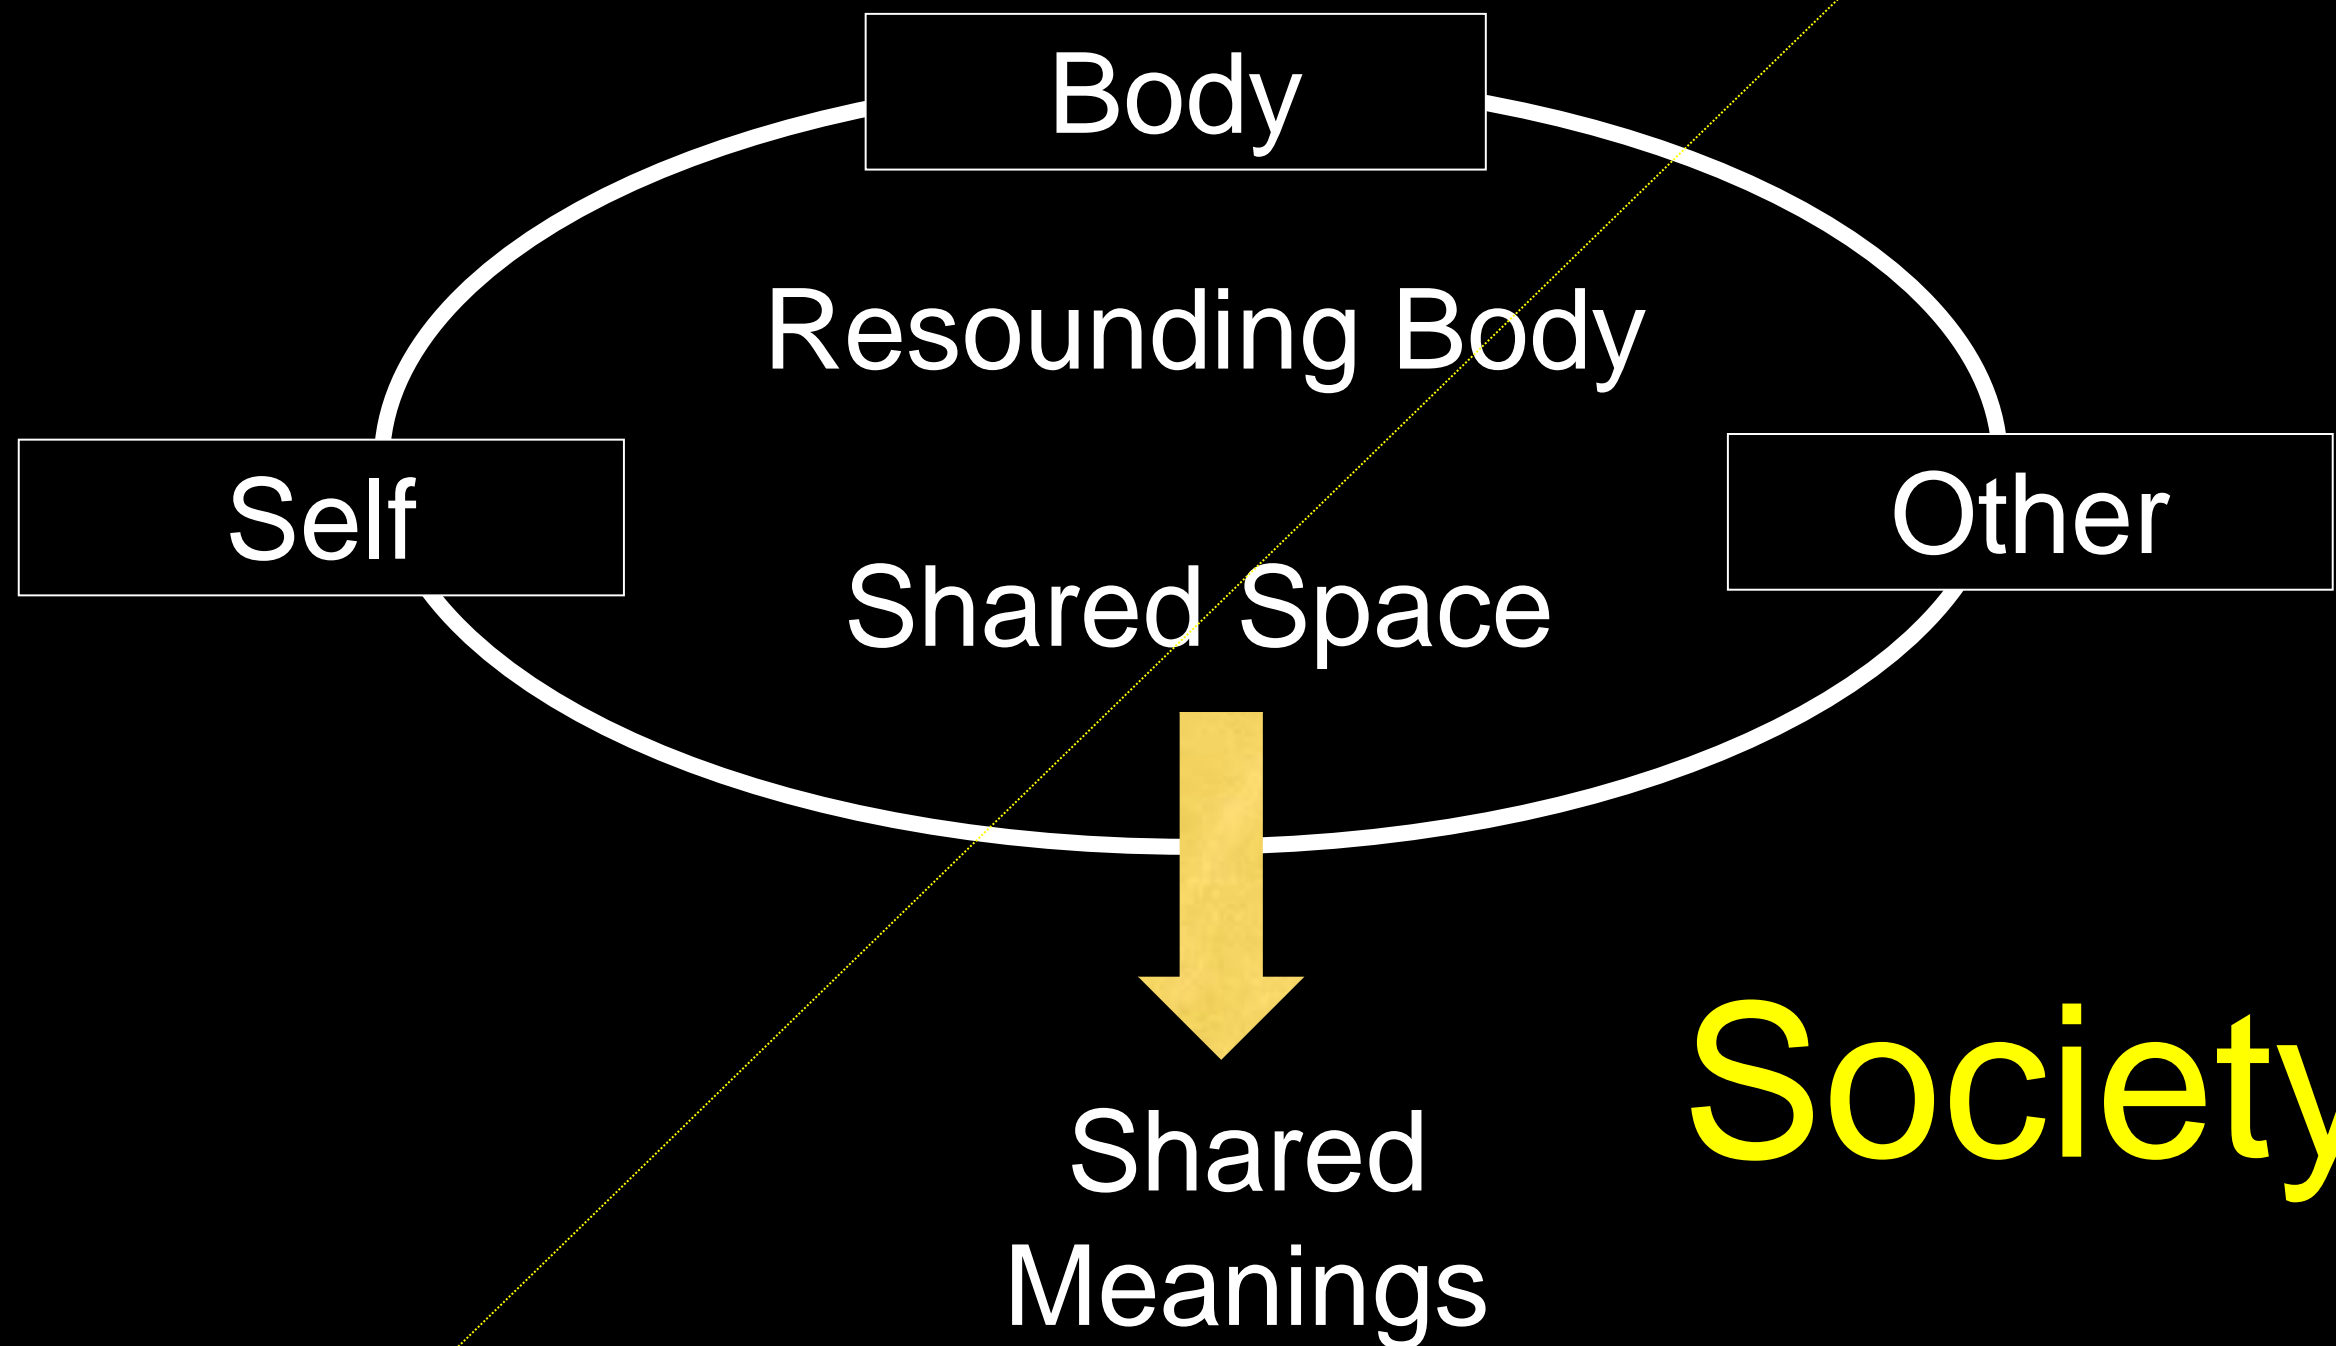 Body
Resounding Body
Self
Other
Shared Space
Society
Shared
Meanings